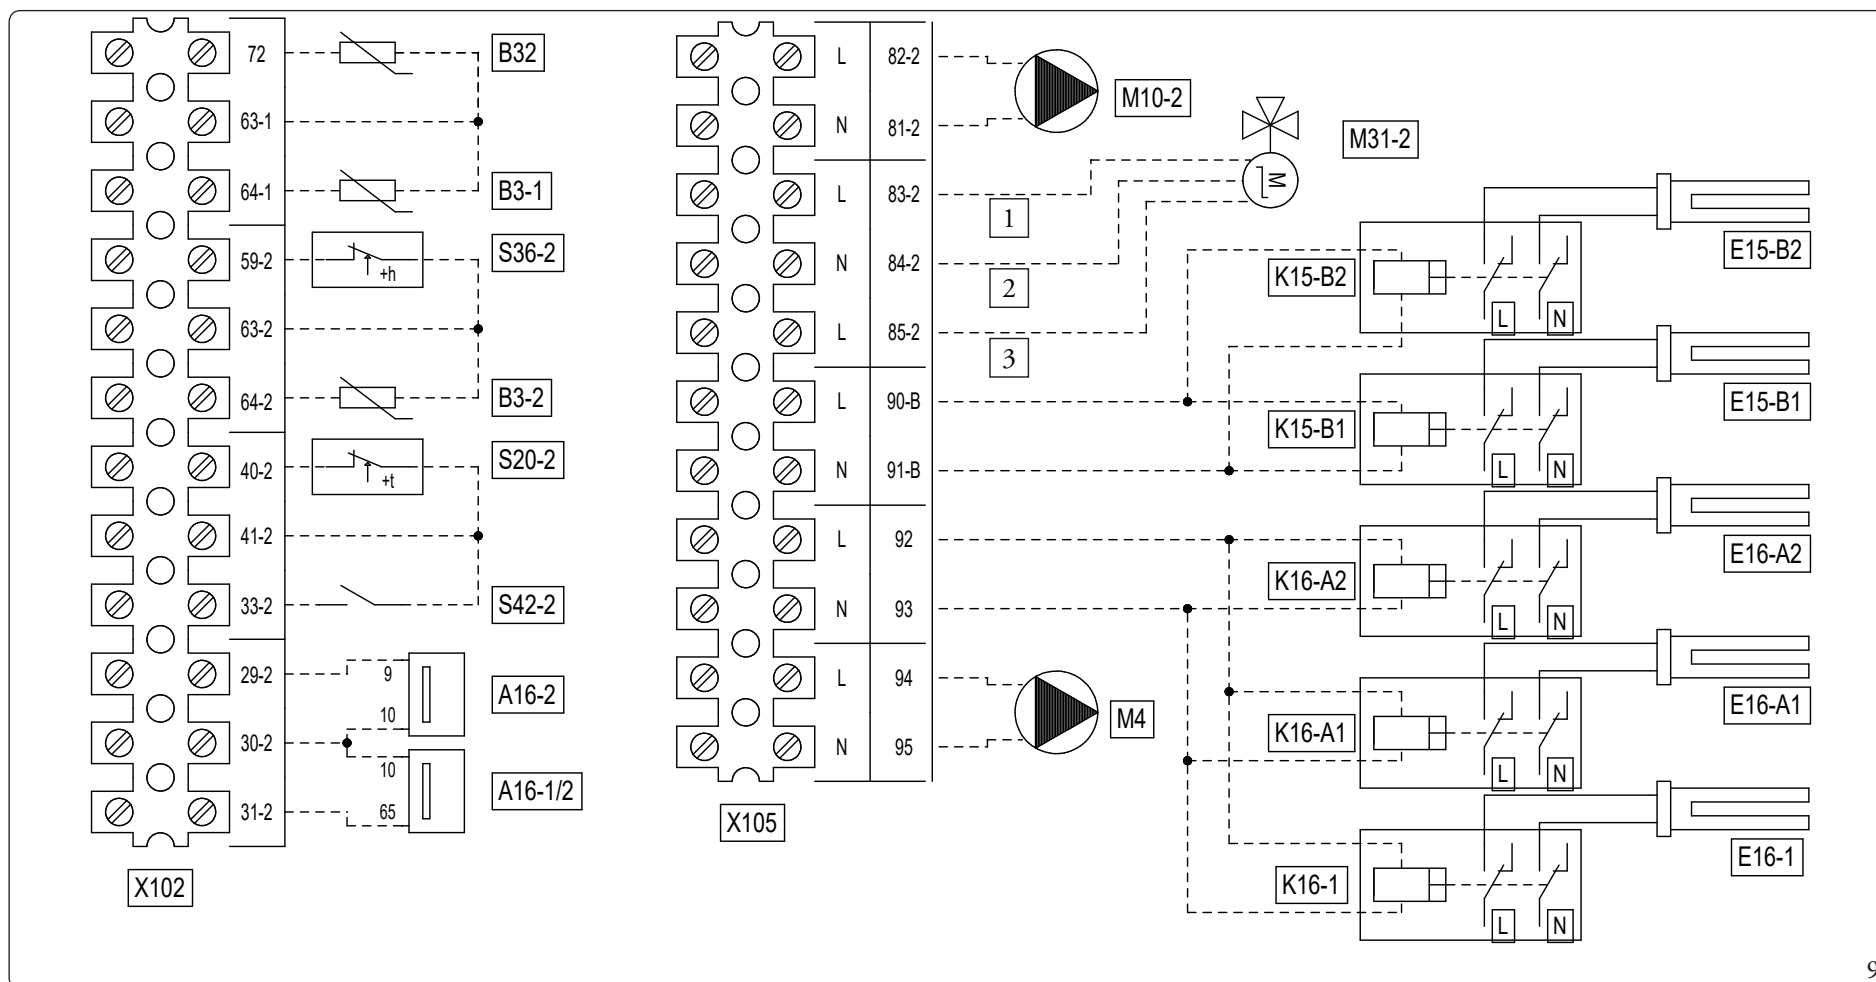 72
B32
63-1
64-1
B3-1
59-2
+h
S36-2
63-2
64-2
B3-2
40-2
+t
S20-2
41-2
33-2
S42-2
29-2
9
A16-2
10
30-2
10
A16-1/2
31-2
65
X102
L 82-2
M10-2
N 81-2
M31-2
M
L 83-2
1
N 84-2
2
L 85-2
3
L 90-B
N 91-B
L 92
N 93
L 94
M4
N 95
X105
K15-B2
L N
E15-B2
K15-B1
L N
E15-B1
K16-A2
L N
E16-A2
K16-A1
L N
E16-A1
K16-1
L N
E16-1
9